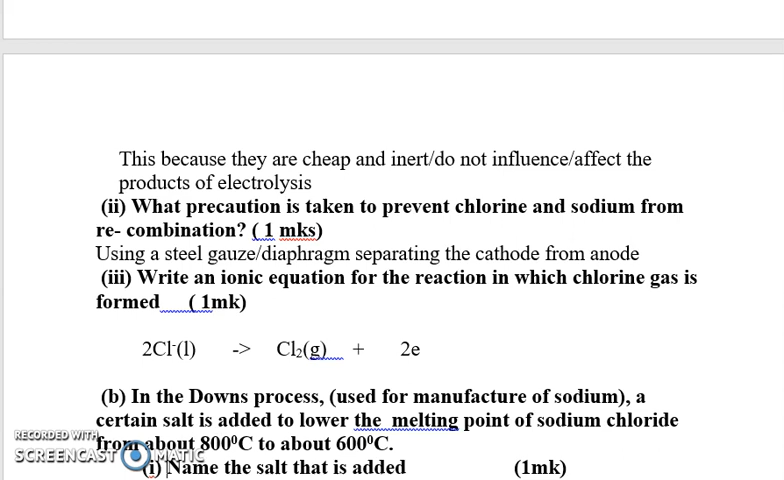 This because they are cheap and inert/do not influence/affect the
products of electrolysis
(ii) What precaution is taken to prevent chlorine and sodium from
re- combination? ( 1 mks)
Using a steel gauze/diaphragm separating the cathode from anode
(iii) Write an ionic equation for the reaction in which chlorine gas is
formed ( 1mk)
2Cl⁻(l) -> Cl₂(g) + 2e
(b) In the Downs process, (used for manufacture of sodium), a
certain salt is added to lower the melting point of sodium chloride
from about 800⁰C to about 600⁰C.
(i) Name the salt that is added (1mk)
RECORDED WITH
SCREENCAST MATIC